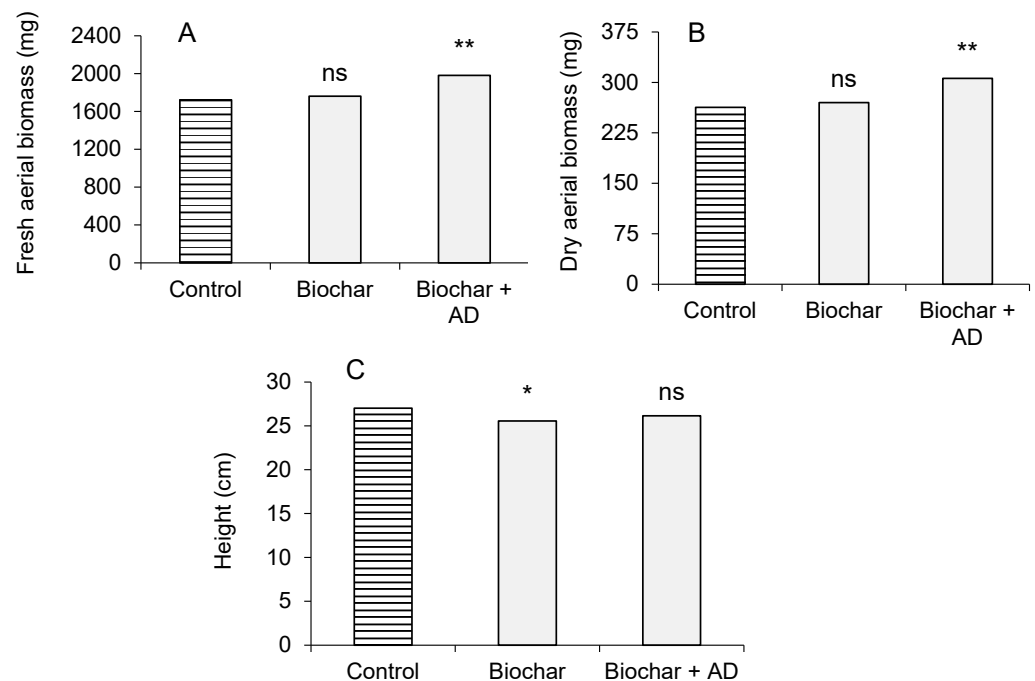 A
Fresh aerial biomass (mg)
2400
2000
1600
1200
800
400
0
ns
**
Control
Biochar
Biochar +
AD
B
Dry aerial biomass (mg)
375
300
225
150
75
0
ns
**
Control
Biochar
Biochar +
AD
C
Height (cm)
30
25
20
15
10
5
0
*
ns
Control
Biochar
Biochar + AD